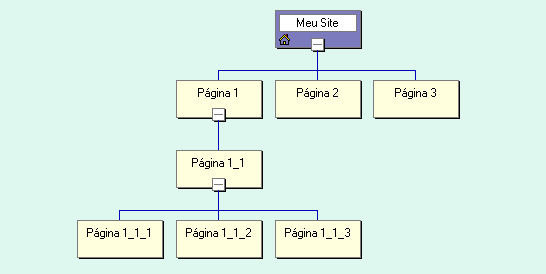 Meu Site
Página 1
Página 2
Página 3
Página 1_1
Página 1_1_1
Página 1_1_2
Página 1_1_3